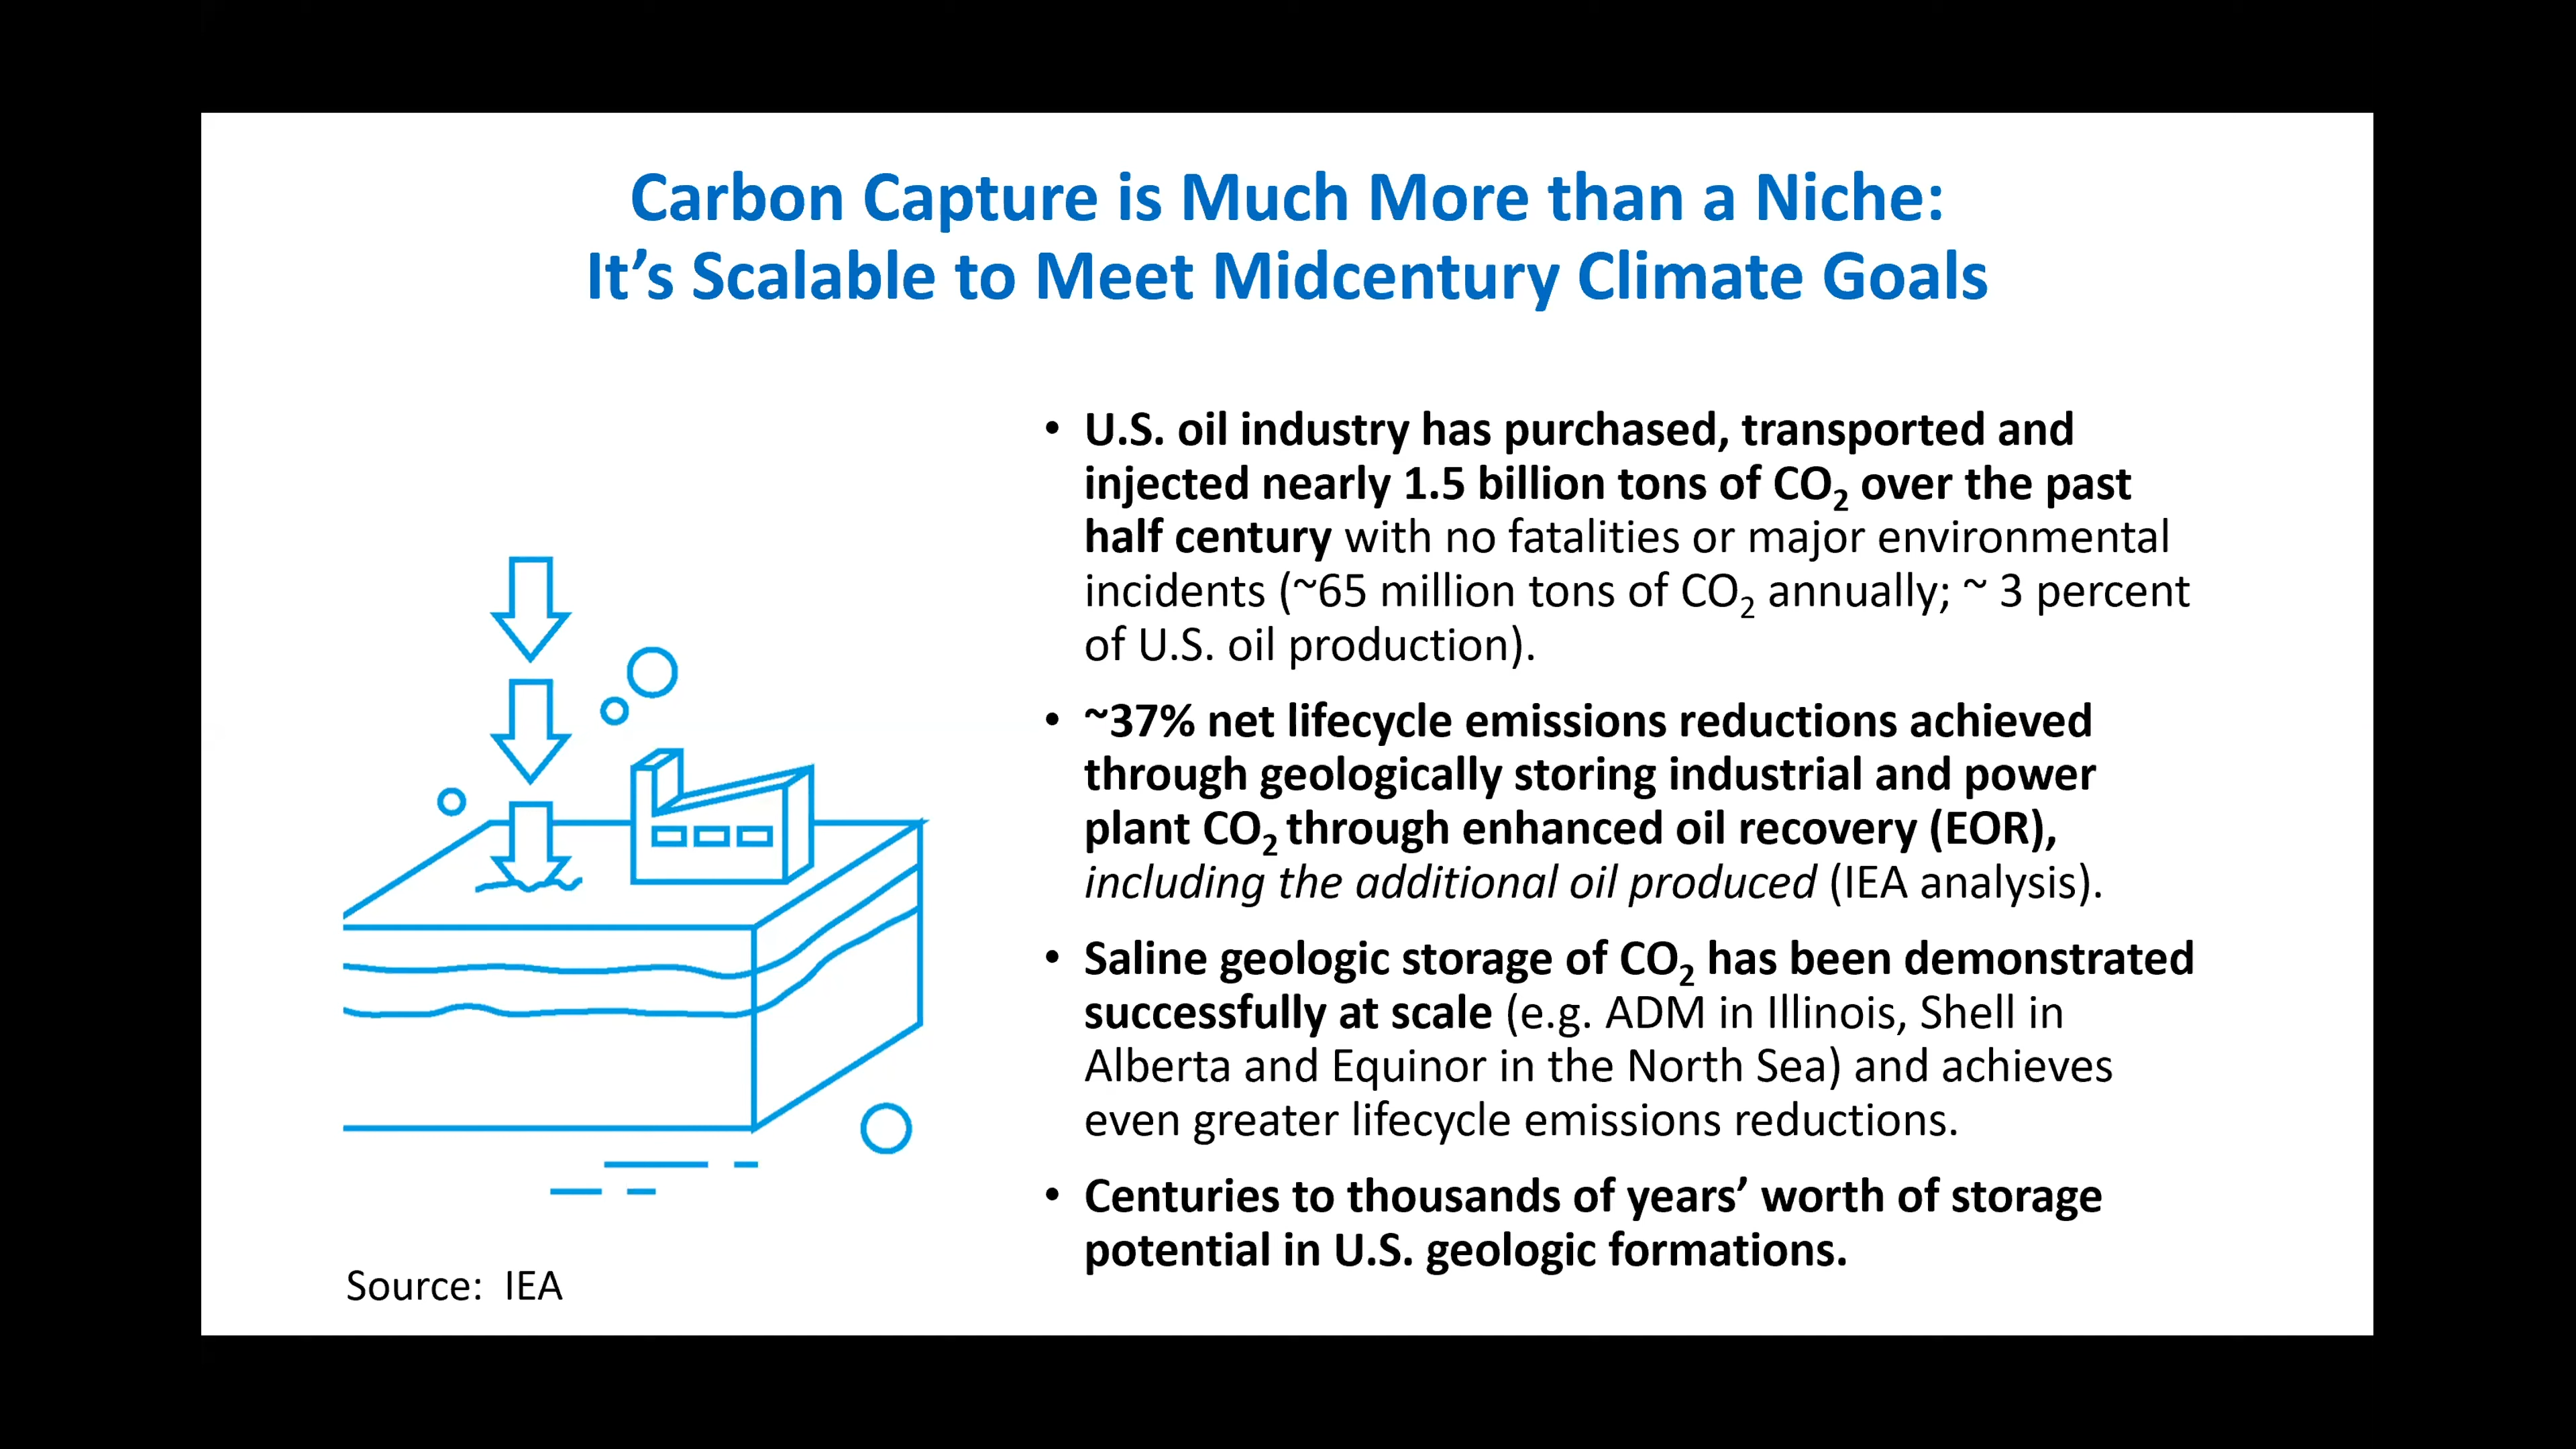 Carbon Capture is Much More than a Niche:
It’s Scalable to Meet Midcentury Climate Goals
• U.S. oil industry has purchased, transported and
injected nearly 1.5 billion tons of CO₂ over the past
half century with no fatalities or major environmental
incidents (~65 million tons of CO₂ annually; ~ 3 percent
of U.S. oil production).
• ~37% net lifecycle emissions reductions achieved
through geologically storing industrial and power
plant CO₂ through enhanced oil recovery (EOR),
including the additional oil produced (IEA analysis).
• Saline geologic storage of CO₂ has been demonstrated
successfully at scale (e.g. ADM in Illinois, Shell in
Alberta and Equinor in the North Sea) and achieves
even greater lifecycle emissions reductions.
• Centuries to thousands of years’ worth of storage
potential in U.S. geologic formations.
Source: IEA